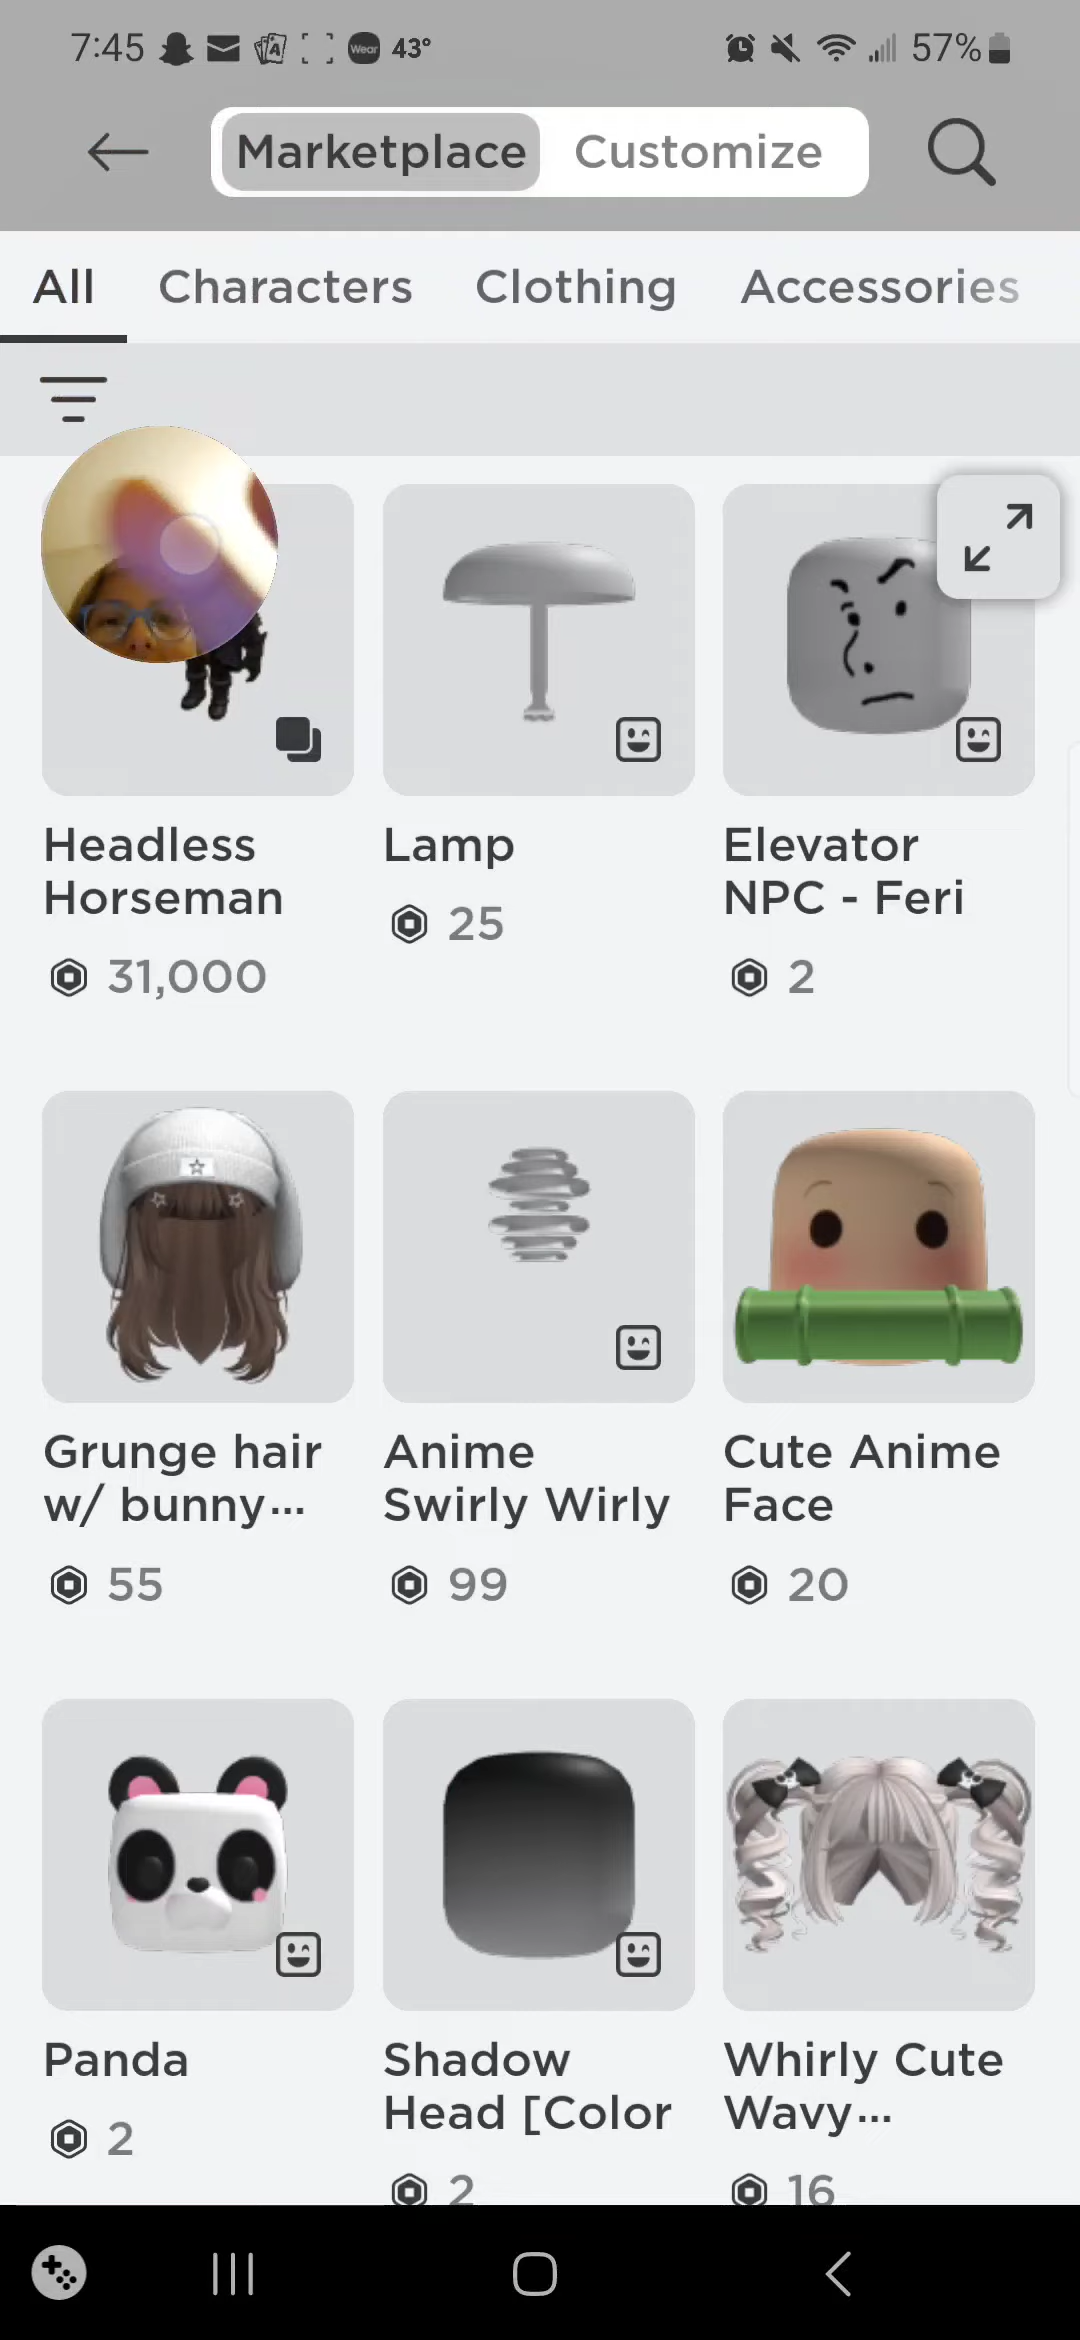 7:45 Wear 43° 57%
Marketplace Customize
All Characters Clothing Accessories
Headless
Horseman
31,000
Lamp
25
Elevator
NPC - Feri
2
Grunge hair
w/ bunny...
55
Anime
Swirly Wirly
99
Cute Anime
Face
20
Panda
2
Shadow
Head [Color
2
Whirly Cute
Wavy...
16